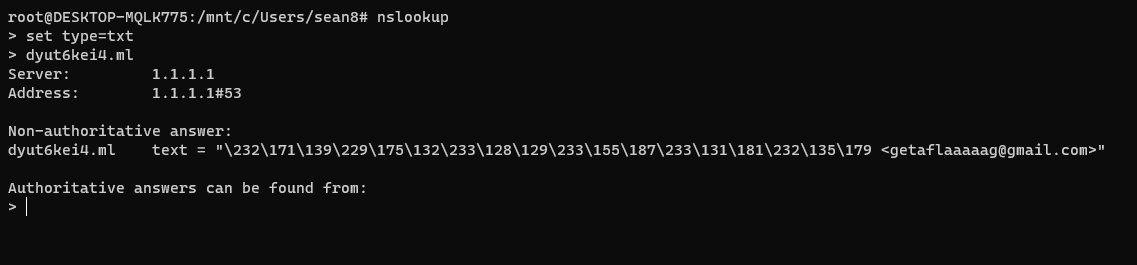 root@DESKTOP-MQLK775:/mnt/c/Users/sean8# nslookup
> set type=txt
> dyut6kei4.ml
Server:         1.1.1.1
Address:        1.1.1.1#53
Non-authoritative answer:
dyut6kei4.ml    text = "\232\171\139\229\175\132\233\128\129\233\155\187\233\131\181\232\135\179 <getaflaaaaag@gmail.com>"
Authoritative answers can be found from:
>